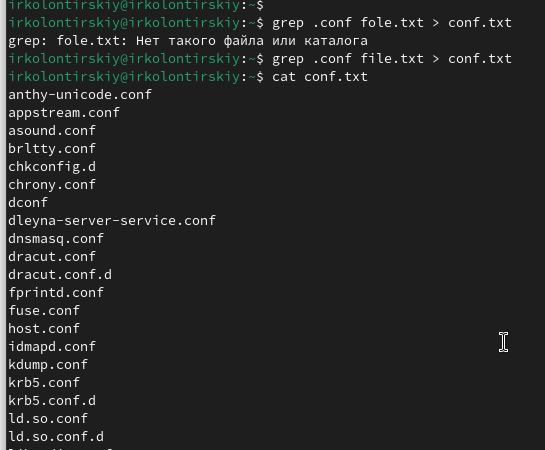 irkolontirskiy@irkolontirskiy:~$
irkolontirskiy@irkolontirskiy:~$ grep .conf fole.txt > conf.txt
grep: fole.txt: Нет такого файла или каталога
irkolontirskiy@irkolontirskiy:~$ grep .conf file.txt > conf.txt
irkolontirskiy@irkolontirskiy:~$ cat conf.txt
anthy-unicode.conf
appstream.conf
asound.conf
brltty.conf
chkconfig.d
chrony.conf
dconf
dleyna-server-service.conf
dnsmasq.conf
dracut.conf
dracut.conf.d
fprintd.conf
fuse.conf
host.conf
idmapd.conf
kdump.conf
krb5.conf
krb5.conf.d
ld.so.conf
ld.so.conf.d